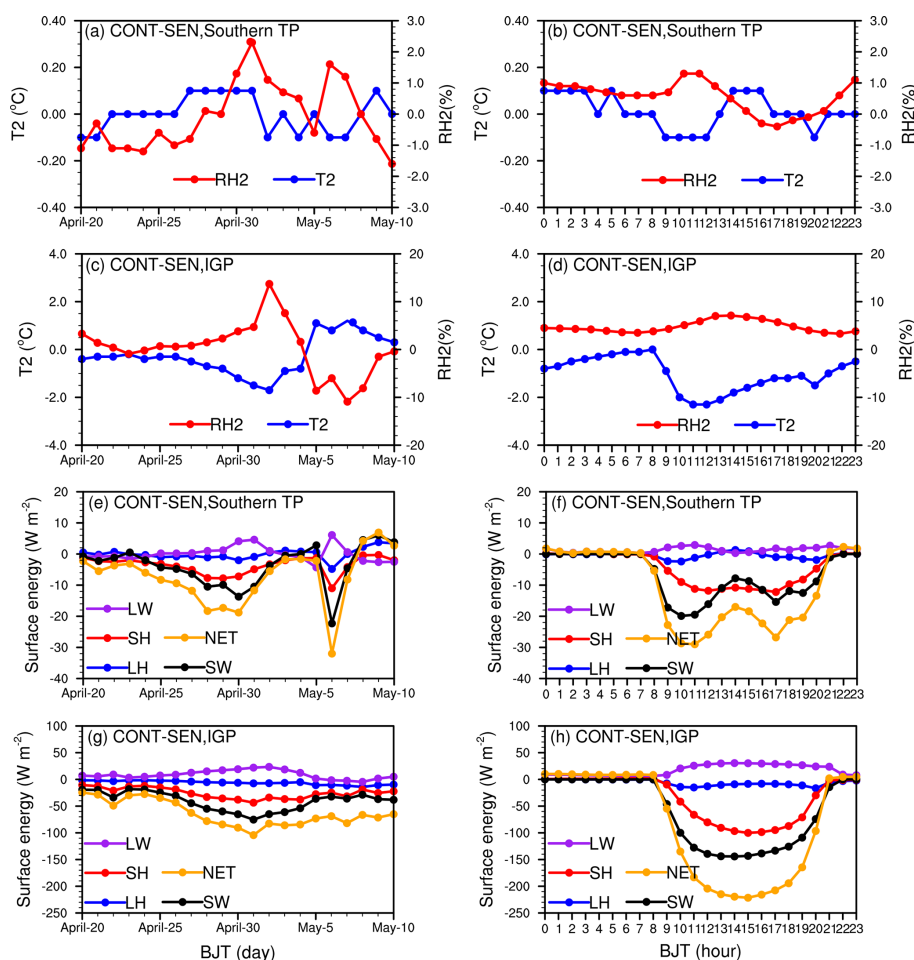 (a) CONT-SEN,Southern TP
T2 (°C)
0.40
0.20
0.00
-0.20
-0.40
3.0
2.0
1.0
0.0
-1.0
-2.0
-3.0
RH2(%)
RH2 T2
April-20 April-25 April-30 May-5 May-10
(b) CONT-SEN,Southern TP
T2 (°C)
0.40
0.20
0.00
-0.20
-0.40
3.0
2.0
1.0
0.0
-1.0
-2.0
-3.0
RH2(%)
RH2 T2
0 1 2 3 4 5 6 7 8 9 10 11 12 13 14 15 16 17 18 19 20 21 22 23
(c) CONT-SEN,IGP
T2 (°C)
4.0
2.0
0.0
-2.0
-4.0
20
10
0
-10
-20
RH2(%)
RH2 T2
April-20 April-25 April-30 May-5 May-10
(d) CONT-SEN,IGP
T2 (°C)
4.0
2.0
0.0
-2.0
-4.0
20
10
0
-10
-20
RH2(%)
RH2 T2
0 1 2 3 4 5 6 7 8 9 10 11 12 13 14 15 16 17 18 19 20 21 22 23
(e) CONT-SEN,Southern TP
Surface energy (W m-2)
20
10
0
-10
-20
-30
-40
LW
SH NET
LH SW
April-20 April-25 April-30 May-5 May-10
(f) CONT-SEN,Southern TP
Surface energy (W m-2)
20
10
0
-10
-20
-30
-40
LW
SH NET
LH SW
0 1 2 3 4 5 6 7 8 9 10 11 12 13 14 15 16 17 18 19 20 21 22 23
(g) CONT-SEN,IGP
Surface energy (W m-2)
100
50
0
-50
-100
-150
-200
-250
LW
SH NET
LH SW
April-20 April-25 April-30 May-5 May-10
BJT (day)
(h) CONT-SEN,IGP
Surface energy (W m-2)
100
50
0
-50
-100
-150
-200
-250
LW
SH NET
LH SW
0 1 2 3 4 5 6 7 8 9 10 11 12 13 14 15 16 17 18 19 20 21 22 23
BJT (hour)